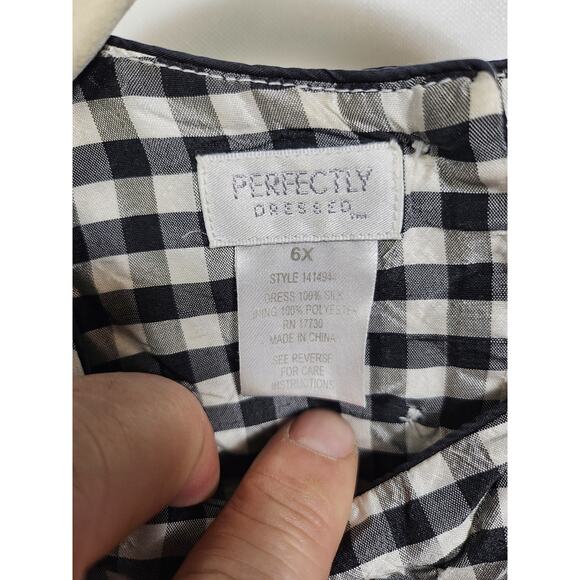 PERFECTLY
DRESSED
6X
STYLE 141494
DRESS 100% SILK
LINING 100% POLYESTER
RN 17730
MADE IN CHINA
SEE REVERSE
FOR CARE
INSTRUCTIONS